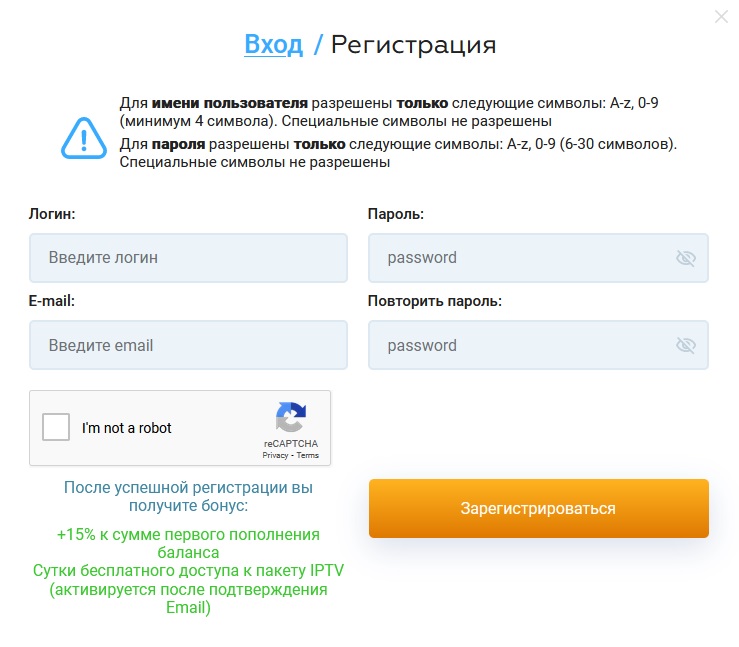 Вход / Регистрация
Для имени пользователя разрешены только следующие символы: A-z, 0-9
(минимум 4 символа). Специальные символы не разрешены
Для пароля разрешены только следующие символы: A-z, 0-9 (6-30 символов).
Специальные символы не разрешены
Логин:
Пароль:
Введите логин
password
E-mail:
Повторить пароль:
Введите email
password
I'm not a robot
reCAPTCHA
Privacy - Terms
После успешной регистрации вы
получите бонус:
Зарегистрироваться
+15% к сумме первого пополнения
баланса
Сутки бесплатного доступа к пакету IPTV
(активируется после подтверждения
Email)